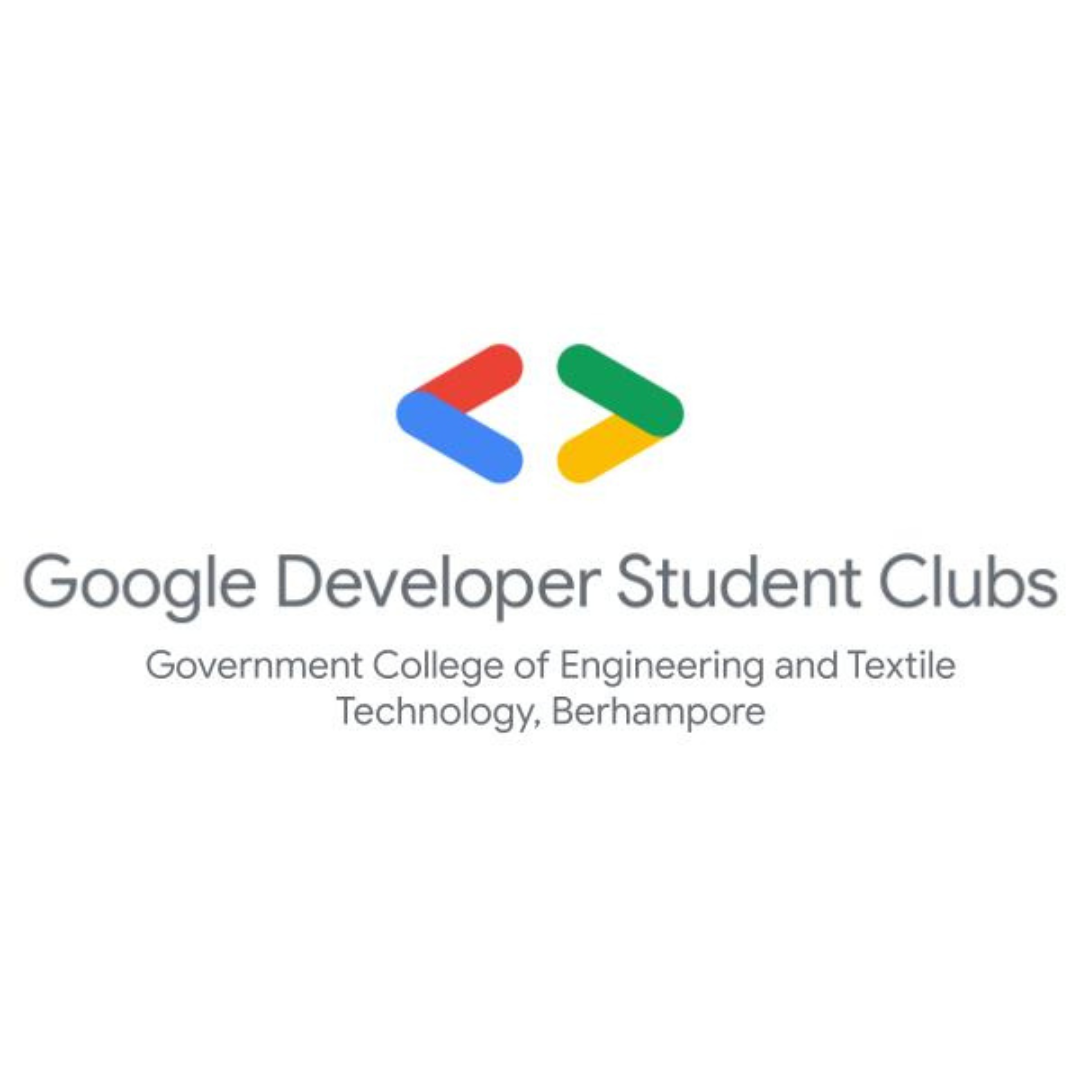 Google Developer Student Clubs
Government College of Engineering and Textile
Technology, Berhampore